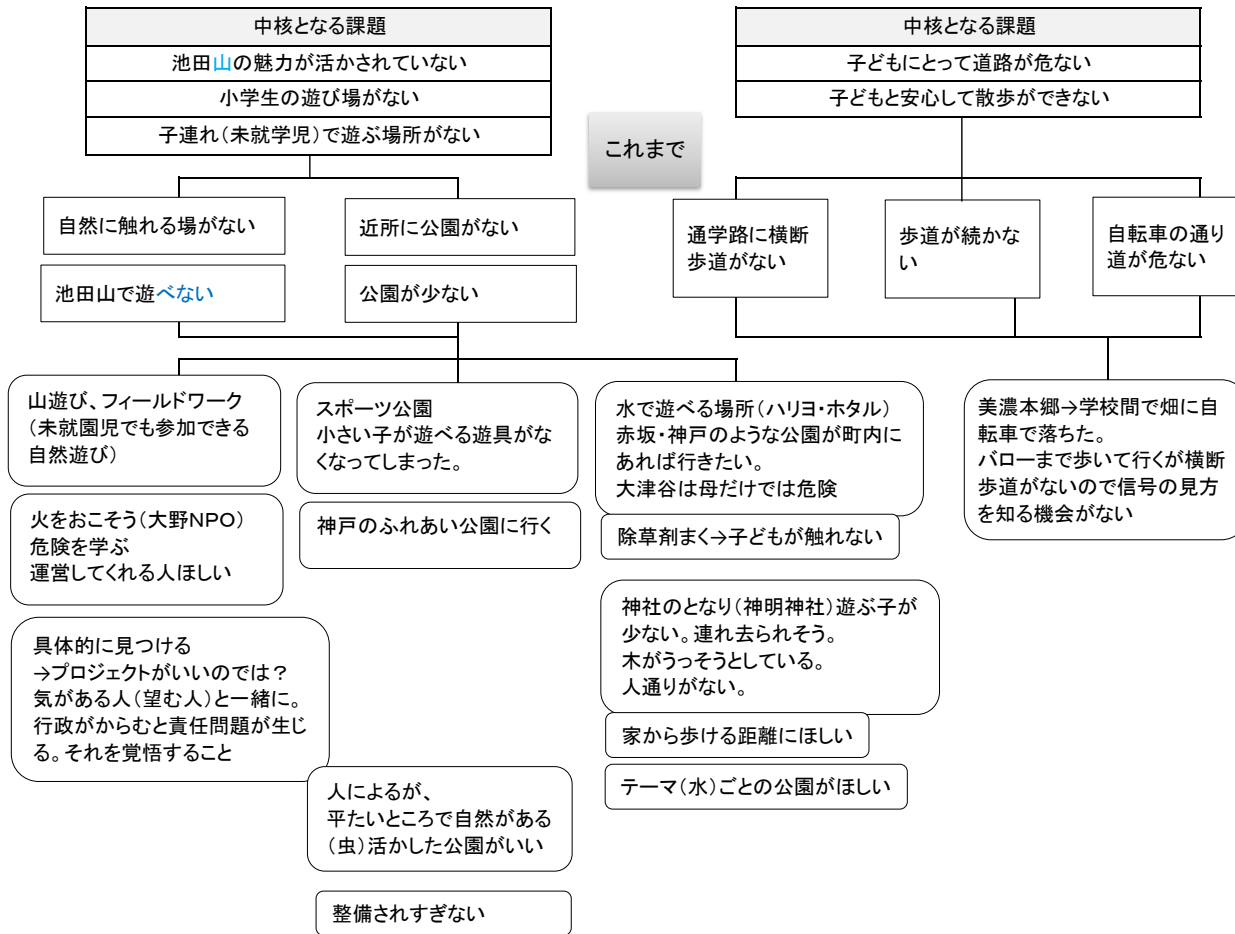 中核となる課題
池田山の魅力が活かされていない
小学生の遊び場がない
子連れ(未就学児)で遊ぶ場所がない
これまで
中核となる課題
子どもにとって道路が危ない
子どもと安心して散歩ができない
自然に触れる場がない
近所に公園がない
池田山で遊べない
公園が少ない
通学路に横断
歩道がない
歩道が続かな
い
自転車の通り
道が危ない
山遊び、フィールドワーク
(未就園児でも参加できる
自然遊び)
火をおこそう(大野NPO)
危険を学ぶ
運営してくれる人ほしい
具体的に見つける
→プロジェクトがいいのでは?
気がある人(望む人)と一緒に。
行政がからむと責任問題が生じ
る。それを覚悟すること
スポーツ公園
小さい子が遊べる遊具がな
くなってしまった。
神戸のふれあい公園に行く
人によるが、
平たいところで自然がある
(虫)活かした公園がいい
整備されすぎない
水で遊べる場所(ハリヨ・ホタル)
赤坂・神戸のような公園が町内に
あれば行きたい。
大津谷は母だけでは危険
除草剤まく→子どもが触れない
神社のとなり(神明神社)遊ぶ子が
少ない。連れ去られそう。
木がうっそうとしている。
人通りがない。
家から歩ける距離にほしい
テーマ(水)ごとの公園がほしい
美濃本郷→学校間で畑に自
転車で落ちた。
バローまで歩いて行くが横断
歩道がないので信号の見方
を知る機会がない